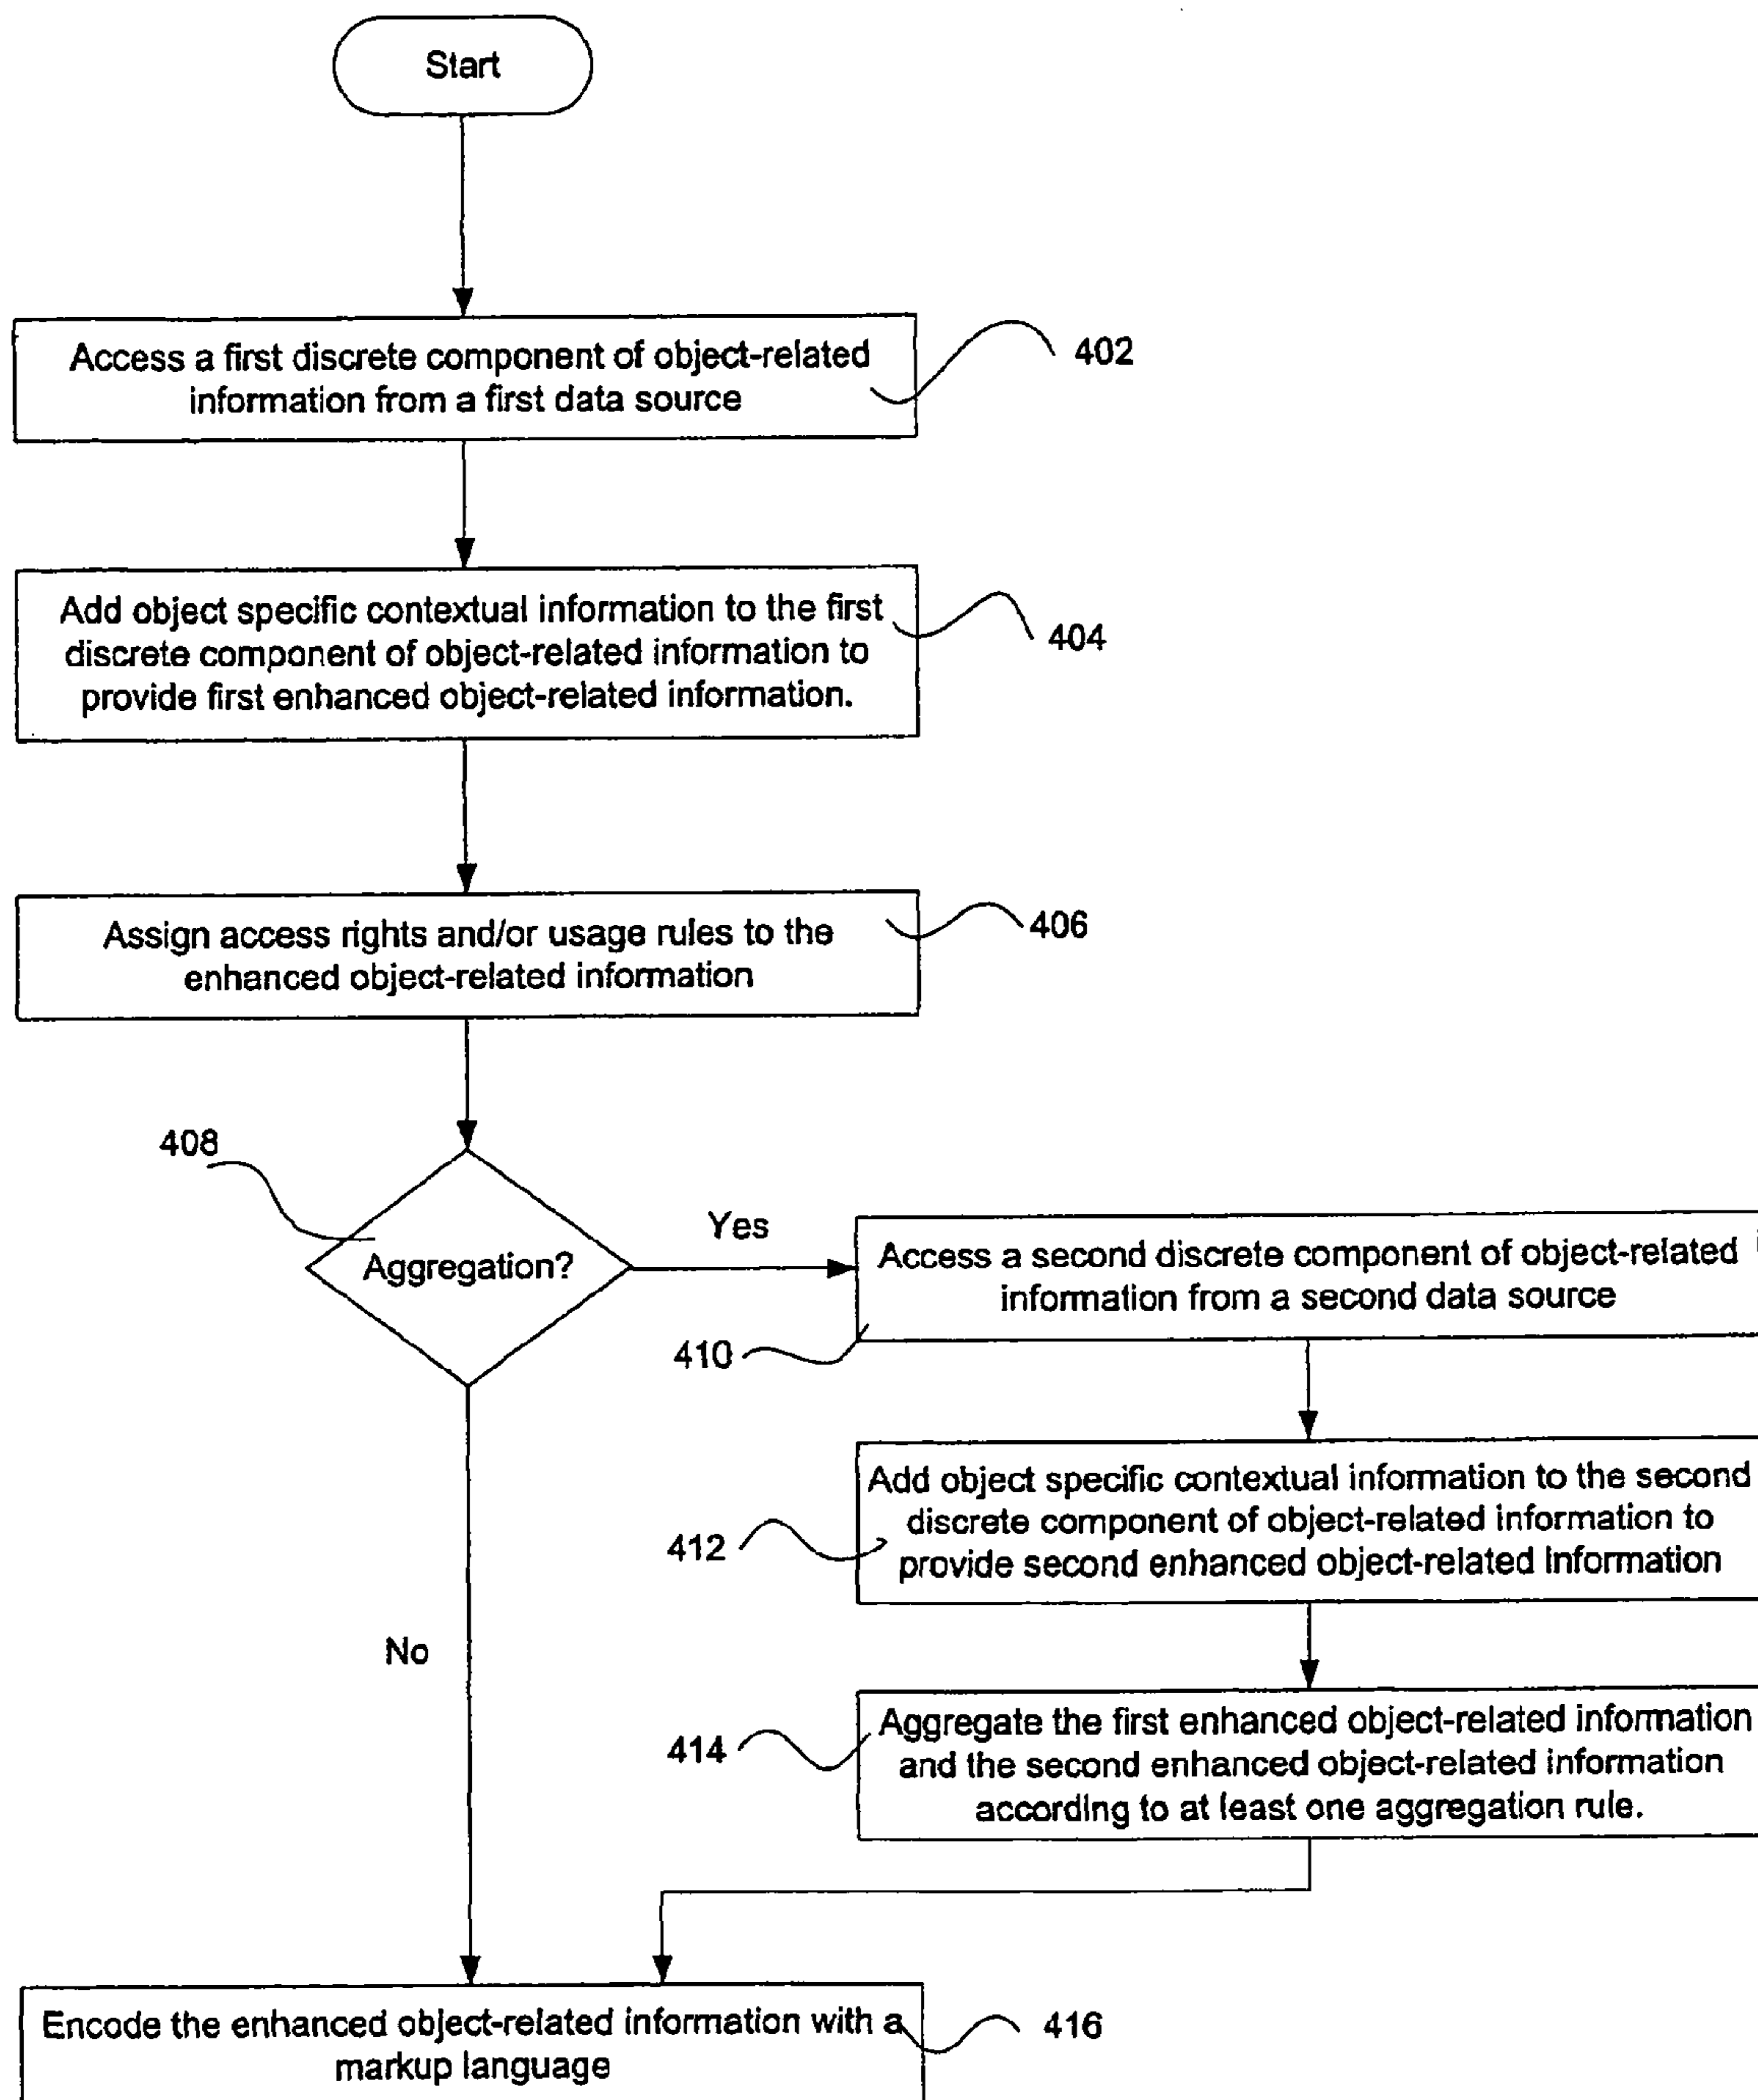 Start
Access a first discrete component of object-related
information from a first data source
402
Add object specific contextual information to the first
discrete component of object-related information to
provide first enhanced object-related information.
404
Assign access rights and/or usage rules to the
enhanced object-related information
406
408
Aggregation?
Yes
Access a second discrete component of object-related
information from a second data source
410
Add object specific contextual information to the second
discrete component of object-related information to
provide second enhanced object-related information
412
No
Aggregate the first enhanced object-related information
and the second enhanced object-related information
according to at least one aggregation rule.
414
Encode the enhanced object-related information with a
markup language
416